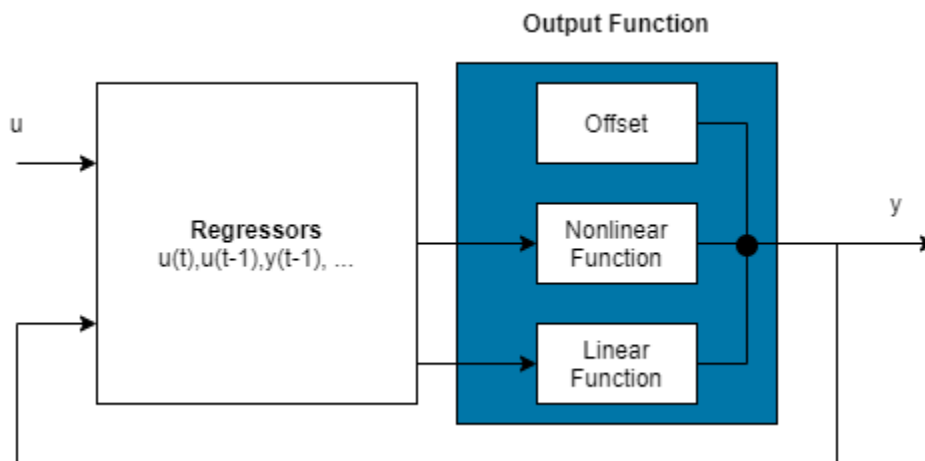 Output Function
u
Regressors
u(t),u(t-1),y(t-1), ...
Offset
Nonlinear
Function
Linear
Function
y